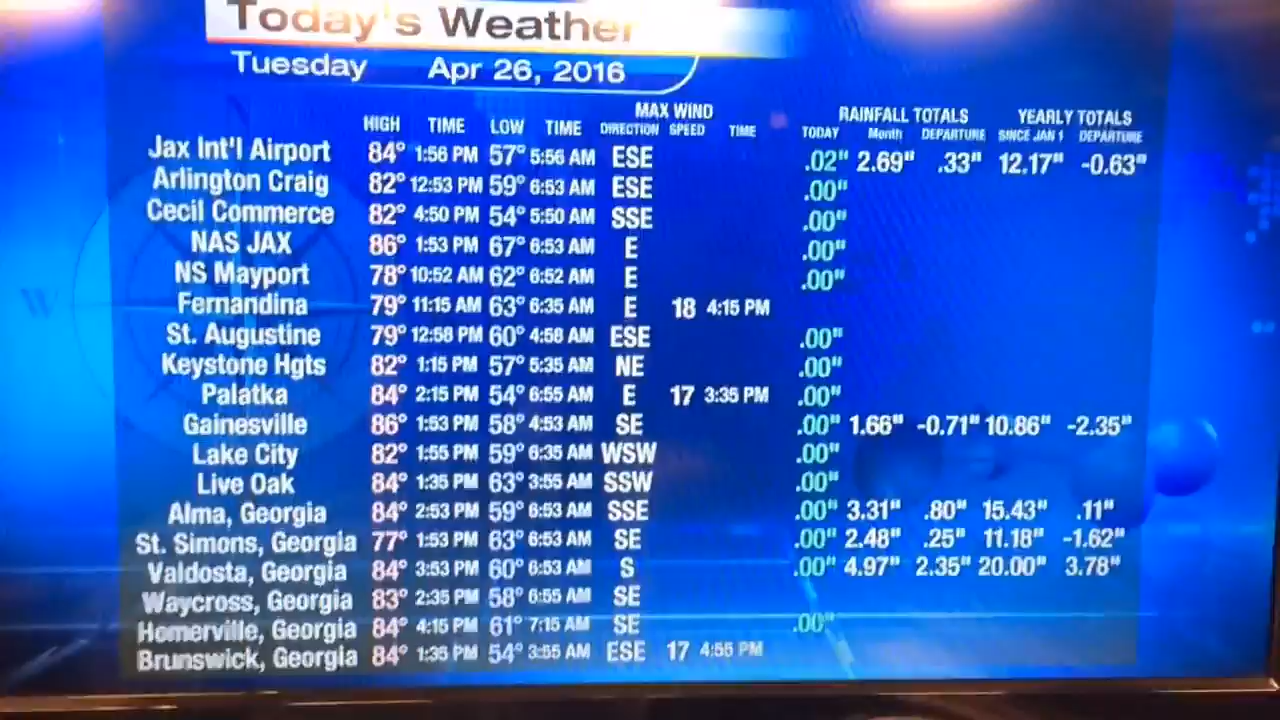 Today's Weather
Tuesday Apr 26, 2016
MAX WIND RAINFALL TOTALS YEARLY TOTALS
HIGH TIME LOW TIME DIRECTION SPEED TIME TODAY Month DEPARTURE SINCE JAN 1 DEPARTURE
Jax Int'l Airport 84° 1:56 PM 57° 5:56 AM ESE .02" 2.69" .33" 12.17" -0.63"
Arlington Craig 82° 12:53 PM 59° 6:53 AM ESE .00"
Cecil Commerce 82° 4:50 PM 54° 5:50 AM SSE .00"
NAS JAX 86° 1:53 PM 67° 6:53 AM E .00"
NS Mayport 78° 10:52 AM 62° 6:52 AM E .00"
Fernandina 79° 11:15 AM 63° 6:35 AM E 18 4:15 PM
St. Augustine 79° 12:58 PM 60° 4:58 AM ESE .00"
Keystone Hgts 82° 1:15 PM 57° 5:35 AM NE .00"
Palatka 84° 2:15 PM 54° 6:55 AM E 17 3:35 PM .00"
Gainesville 86° 1:53 PM 58° 4:53 AM SE .00" 1.66" -0.71" 10.86" -2.35"
Lake City 82° 1:55 PM 59° 6:35 AM WSW .00"
Live Oak 84° 1:35 PM 63° 3:55 AM SSW .00"
Alma, Georgia 84° 2:53 PM 59° 6:53 AM SSE .00" 3.31" .80" 15.43" .11"
St. Simons, Georgia 77° 1:53 PM 63° 6:53 AM SE .00" 2.48" .25" 11.18" -1.62"
Valdosta, Georgia 84° 3:53 PM 60° 6:53 AM S .00" 4.97" 2.35" 20.00" 3.78"
Waycross, Georgia 83° 2:35 PM 58° 6:55 AM SE
Homerville, Georgia 84° 4:15 PM 61° 7:15 AM SE .00"
Brunswick, Georgia 84° 1:35 PM 54° 3:55 AM ESE 17 4:55 PM
W